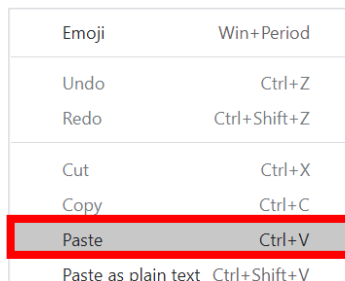 Emoji Win+Period
Undo Ctrl+Z
Redo Ctrl+Shift+Z
Cut Ctrl+X
Copy Ctrl+C
Paste Ctrl+V
Paste as plain text Ctrl+Shift+V